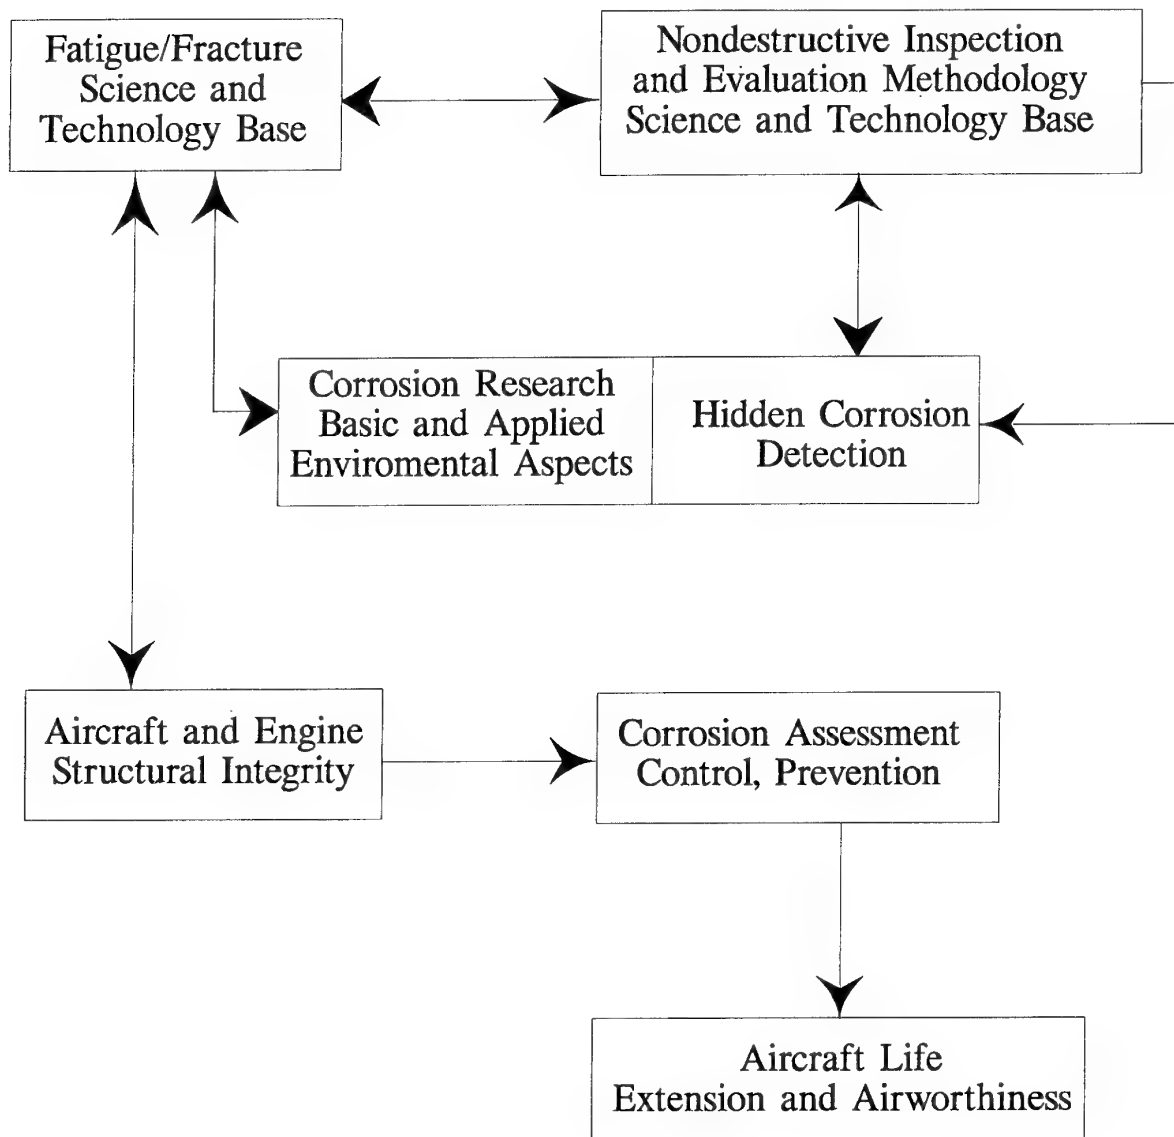 Fatigue/Fracture
Science and
Technology Base
Nondestructive Inspection
and Evaluation Methodology
Science and Technology Base
Corrosion Research
Basic and Applied
Enviromental Aspects
Hidden Corrosion
Detection
Aircraft and Engine
Structural Integrity
Corrosion Assessment
Control, Prevention
Aircraft Life
Extension and Airworthiness